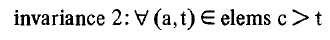 invariance 2: ∀ (a,t) ∈ elems c > t